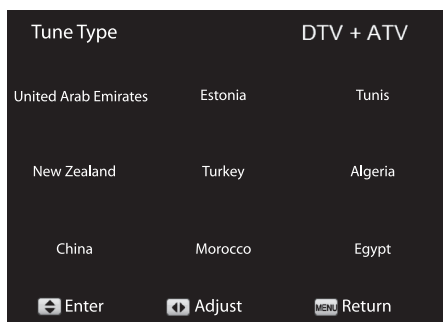 Tune Type DTV + ATV
United Arab Emirates Estonia Tunis
New Zealand Turkey Algeria
China Morocco Egypt
Enter Adjust MENU Return